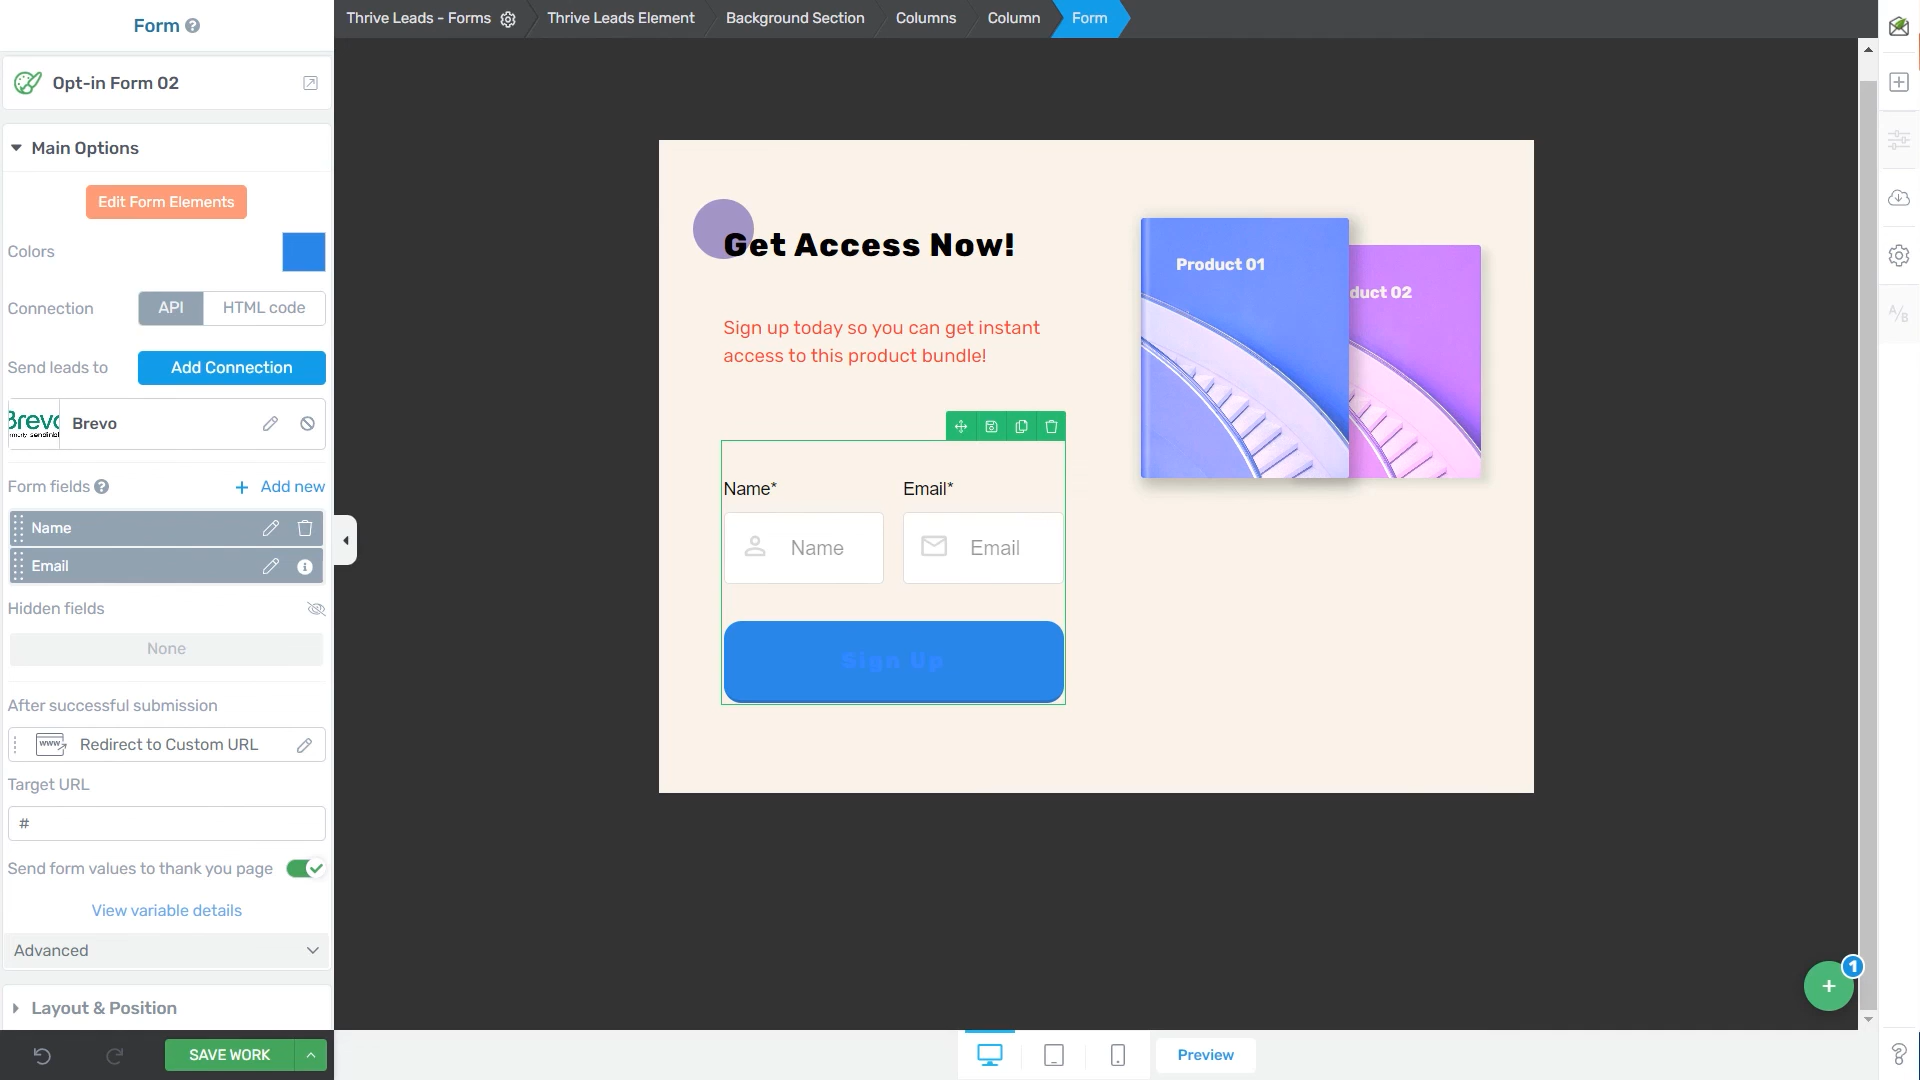 Form
Thrive Leads - Forms
Thrive Leads Element
Background Section
Columns
Column
Form
Opt-in Form 02
Main Options
Edit Form Elements
Colors
Connection
API
HTML code
Send leads to
Add Connection
Brevo
Brevo
Form fields
Add new
Name
Email
Hidden fields
None
After successful submission
www
Redirect to Custom URL
Target URL
#
Send form values to thank you page
View variable details
Advanced
Layout & Position
SAVE WORK
Get Access Now!
Sign up today so you can get instant
access to this product bundle!
Name*
Email*
Name
Email
Sign Up
Product 01
duct 02
A/B
1
Preview